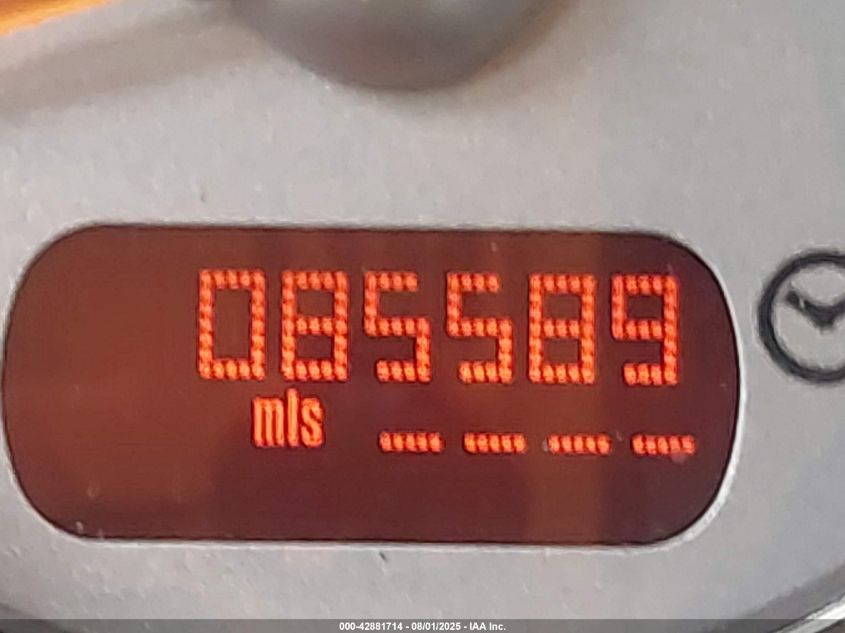 085589
mls
----
000-42881714 - 08/01/2025 - IAA Inc.